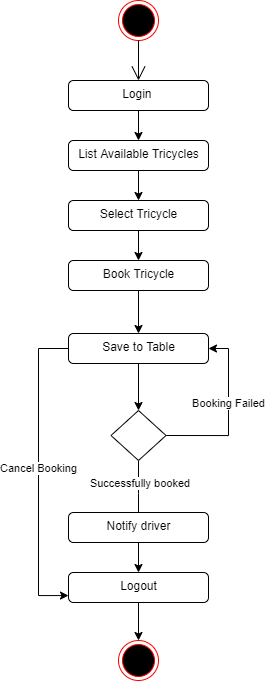 Login
List Available Tricycles
Select Tricycle
Book Tricycle
Save to Table
Booking Failed
Cancel Booking
Successfully booked
Notify driver
Logout